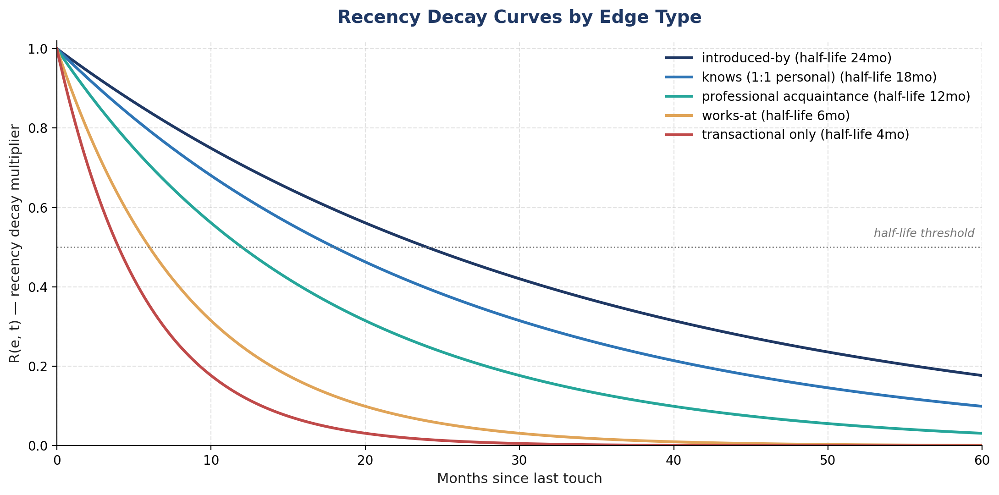 Recency Decay Curves by Edge Type
R(e, t) — recency decay multiplier
1.0
0.8
0.6
0.4
0.2
0.0
introduced-by (half-life 24mo)
knows (1:1 personal) (half-life 18mo)
professional acquaintance (half-life 12mo)
works-at (half-life 6mo)
transactional only (half-life 4mo)
half-life threshold
0 10 20 30 40 50 60
Months since last touch